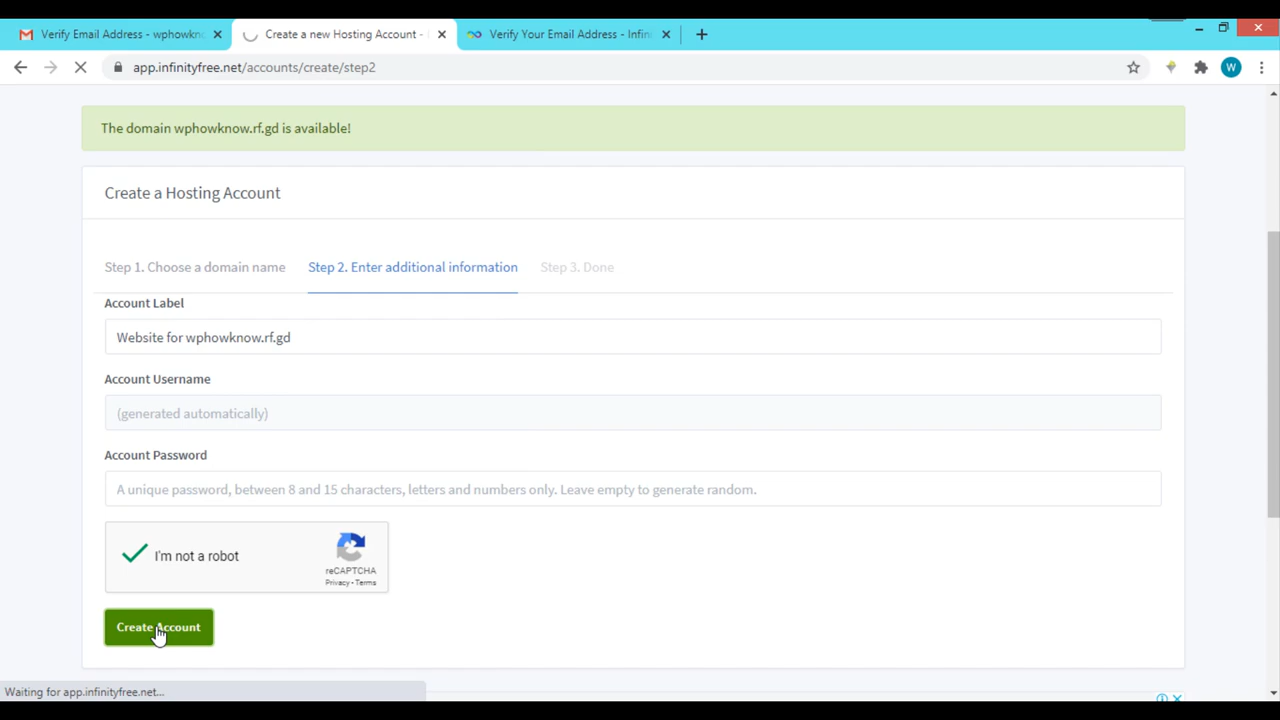 Verify Email Address - wphowkn
Create a new Hosting Account -
Verify Your Email Address - Infin
W
app.infinityfree.net/accounts/create/step2
The domain wphowknow.rf.gd is available!
Create a Hosting Account
Step 1. Choose a domain name
Step 2. Enter additional information
Step 3. Done
Account Label
Website for wphowknow.rf.gd
Account Username
(generated automatically)
Account Password
A unique password, between 8 and 15 characters, letters and numbers only. Leave empty to generate random.
I'm not a robot
reCAPTCHA
Privacy - Terms
Create Account
Waiting for app.infinityfree.net...